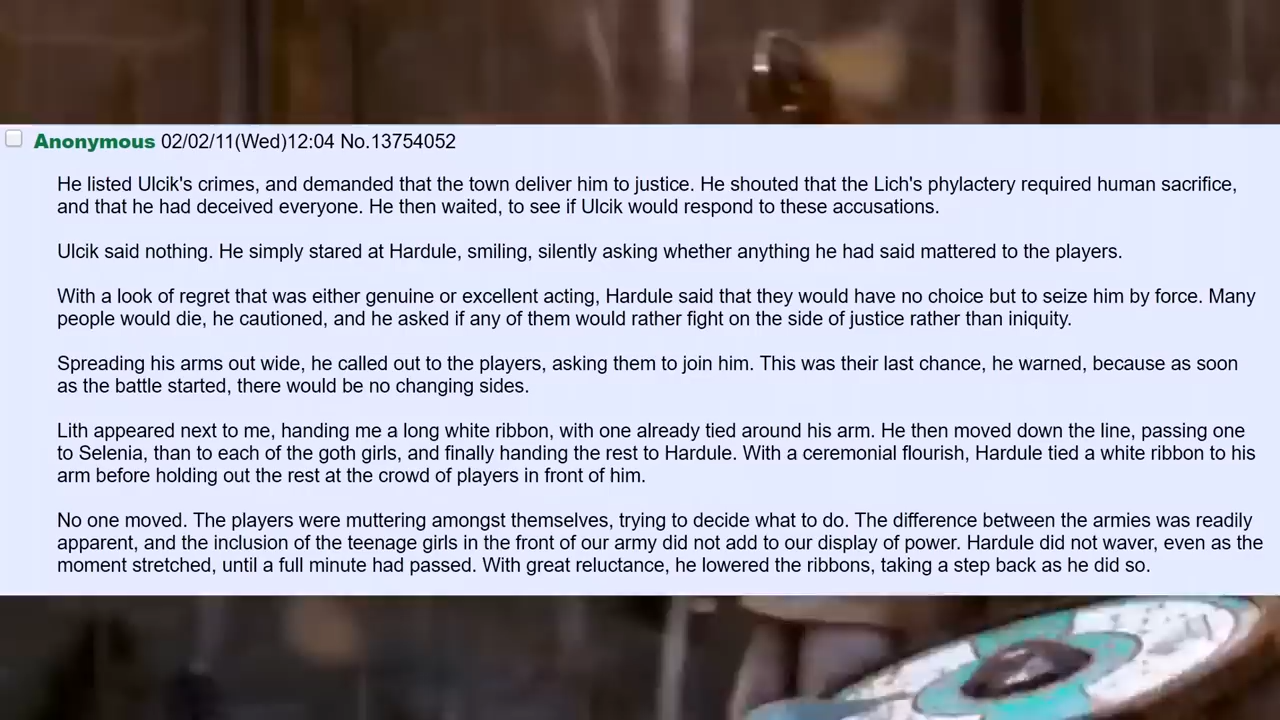 Anonymous 02/02/11(Wed)12:04 No.13754052
He listed Ulcik's crimes, and demanded that the town deliver him to justice. He shouted that the Lich's phylactery required human sacrifice,
and that he had deceived everyone. He then waited, to see if Ulcik would respond to these accusations.
Ulcik said nothing. He simply stared at Hardule, smiling, silently asking whether anything he had said mattered to the players.
With a look of regret that was either genuine or excellent acting, Hardule said that they would have no choice but to seize him by force. Many
people would die, he cautioned, and he asked if any of them would rather fight on the side of justice rather than iniquity.
Spreading his arms out wide, he called out to the players, asking them to join him. This was their last chance, he warned, because as soon
as the battle started, there would be no changing sides.
Lith appeared next to me, handing me a long white ribbon, with one already tied around his arm. He then moved down the line, passing one
to Selenia, than to each of the goth girls, and finally handing the rest to Hardule. With a ceremonial flourish, Hardule tied a white ribbon to his
arm before holding out the rest at the crowd of players in front of him.
No one moved. The players were muttering amongst themselves, trying to decide what to do. The difference between the armies was readily
apparent, and the inclusion of the teenage girls in the front of our army did not add to our display of power. Hardule did not waver, even as the
moment stretched, until a full minute had passed. With great reluctance, he lowered the ribbons, taking a step back as he did so.